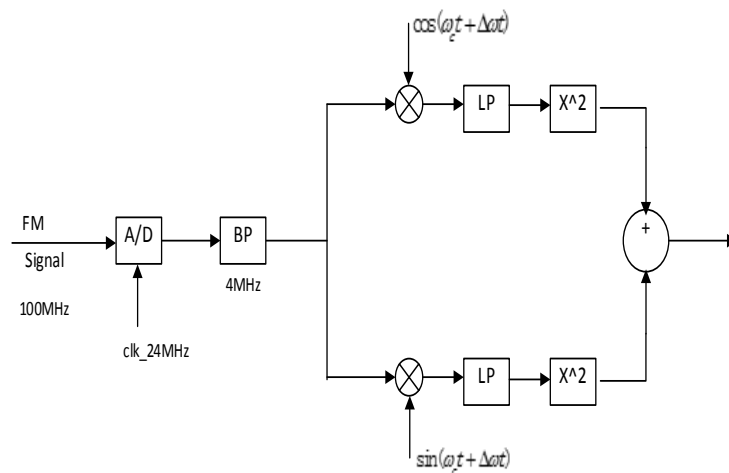 cos(ω_c t + Δωt)
LP
X^2
FM
Signal
100MHz
A/D
BP
4MHz
clk_24MHz
+
LP
X^2
sin(ω_c t + Δωt)